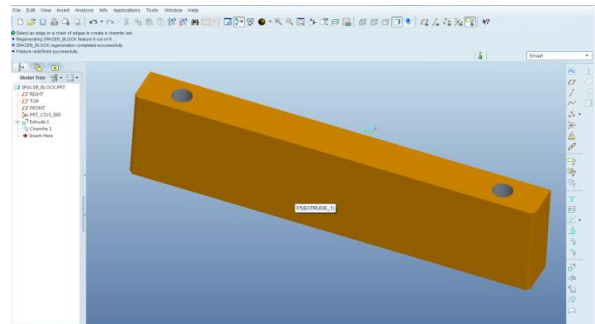 File Edit View Insert Analysis Info Applications Tools Window Help
Select an edge or a chain of edges to create a chamfer set.
Regenerating SPACER_BLOCK feature 6 out of 6 ...
SPACER_BLOCK regeneration completed successfully.
Feature redefined successfully.
Smart
Model Tree
SPACER_BLOCK.PRT
RIGHT
TOP
FRONT
PRT_CSYS_DEF
Extrude 1
Chamfer 1
Insert Here
F5(EXTRUDE_1)